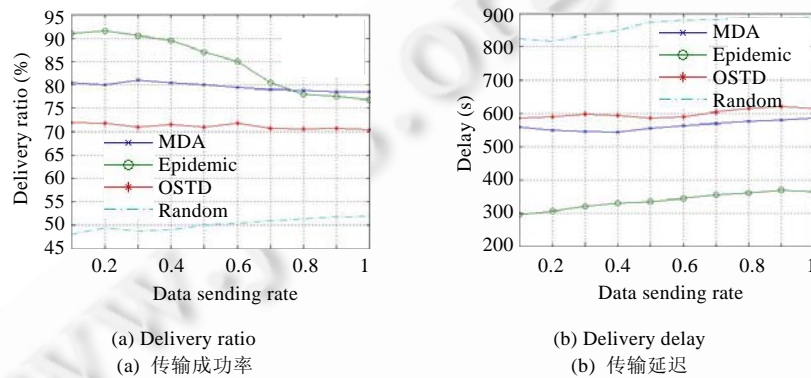 95
90
85
80
75
70
65
60
55
50
45
Delivery ratio (%)
MDA
Epidemic
OSTD
Random
0.2 0.4 0.6 0.8 1
Data sending rate
(a) Delivery ratio
(a) 传输成功率
900
800
700
600
500
400
300
200
Delay (s)
MDA
Epidemic
OSTD
Random
0.2 0.4 0.6 0.8 1
Data sending rate
(b) Delivery delay
(b) 传输延迟